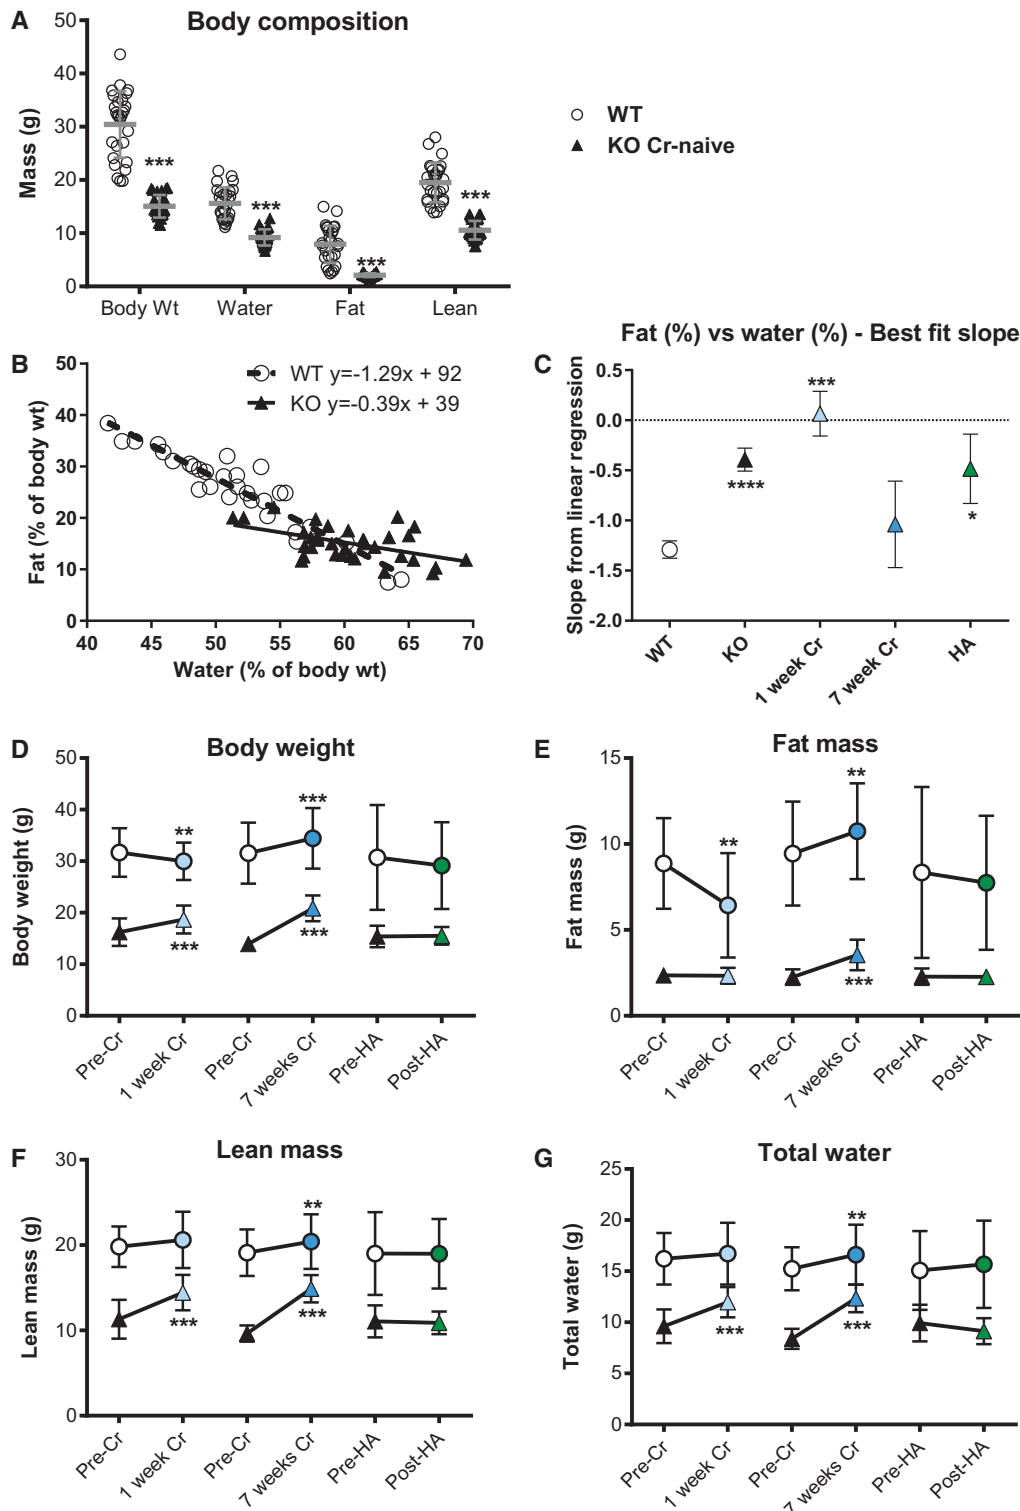 A
Body composition
50
40
30
20
10
0
Mass (g)
***
***
***
***
Body Wt
Water
Fat
Lean
WT
KO Cr-naive
B
50
40
30
20
10
0
Fat (% of body wt)
WT y=-1.29x + 92
KO y=-0.39x + 39
40
45
50
55
60
65
70
Water (% of body wt)
Fat (%) vs water (%) - Best fit slope
C
0.5
0.0
-0.5
-1.0
-1.5
-2.0
Slope from linear regression
***
****
*
WT
KO
1 week Cr
7 week Cr
HA
D
Body weight
50
40
30
20
10
0
Body weight (g)
**
***
***
***
Pre-Cr
1 week Cr
Pre-Cr
7 weeks Cr
Pre-HA
Post-HA
E
Fat mass
15
10
5
0
Fat mass (g)
**
**
***
Pre-Cr
1 week Cr
Pre-Cr
7 weeks Cr
Pre-HA
Post-HA
F
Lean mass
30
20
10
0
Lean mass (g)
**
***
***
Pre-Cr
1 week Cr
Pre-Cr
7 weeks Cr
Pre-HA
Post-HA
G
Total water
25
20
15
10
5
0
Total water (g)
**
***
***
Pre-Cr
1 week Cr
Pre-Cr
7 weeks Cr
Pre-HA
Post-HA